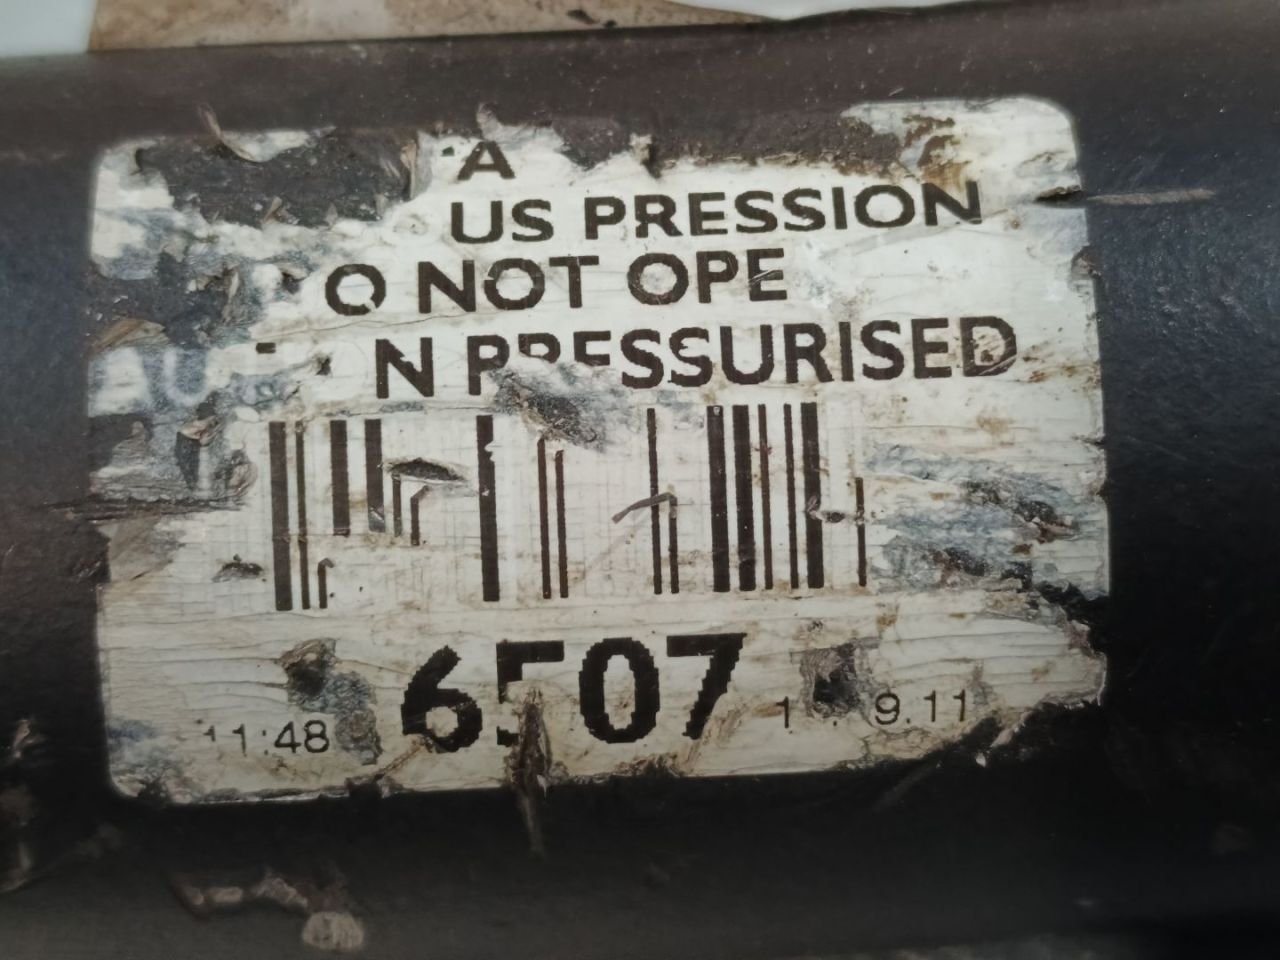 A
US PRESSION
O NOT OPE
N PRESSURISED
6507
11:48
9.11